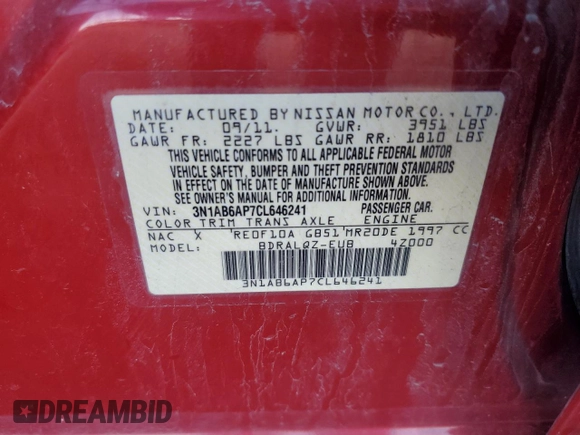 MANUFACTURED BY NISSAN MOTOR CO., LTD.
DATE: 09/11. GVWR: 3951 LBS
GAWR FR: 2227 LBS GAWR RR: 1810 LBS
THIS VEHICLE CONFORMS TO ALL APPLICABLE FEDERAL MOTOR
VEHICLE SAFETY, BUMPER AND THEFT PREVENTION STANDARDS
IN EFFECT ON THE DATE OF MANUFACTURE SHOWN ABOVE.
SEE OWNER'S MANUAL FOR ADDITIONAL INFORMATION.
VIN: 3N1AB6AP7CL646241 PASSENGER CAR.
COLOR TRIM TRANS AXLE ENGINE
NAC X RE0F10A GB51 MR20DE 1997 CC
MODEL: BDRALQZ-EUB 4Z000
3N1AB6AP7CL646241
DREAMBID